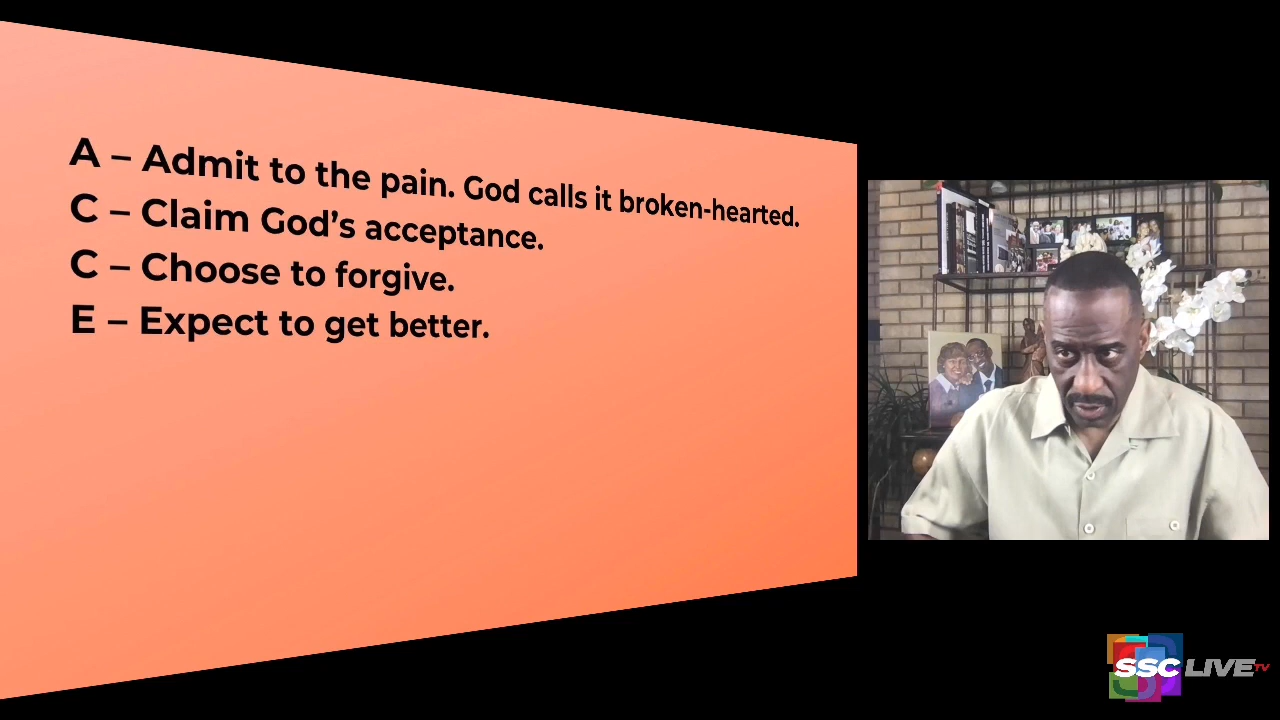 A – Admit to the pain. God calls it broken-hearted.
C – Claim God’s acceptance.
C – Choose to forgive.
E – Expect to get better.
SSC LIVE TV